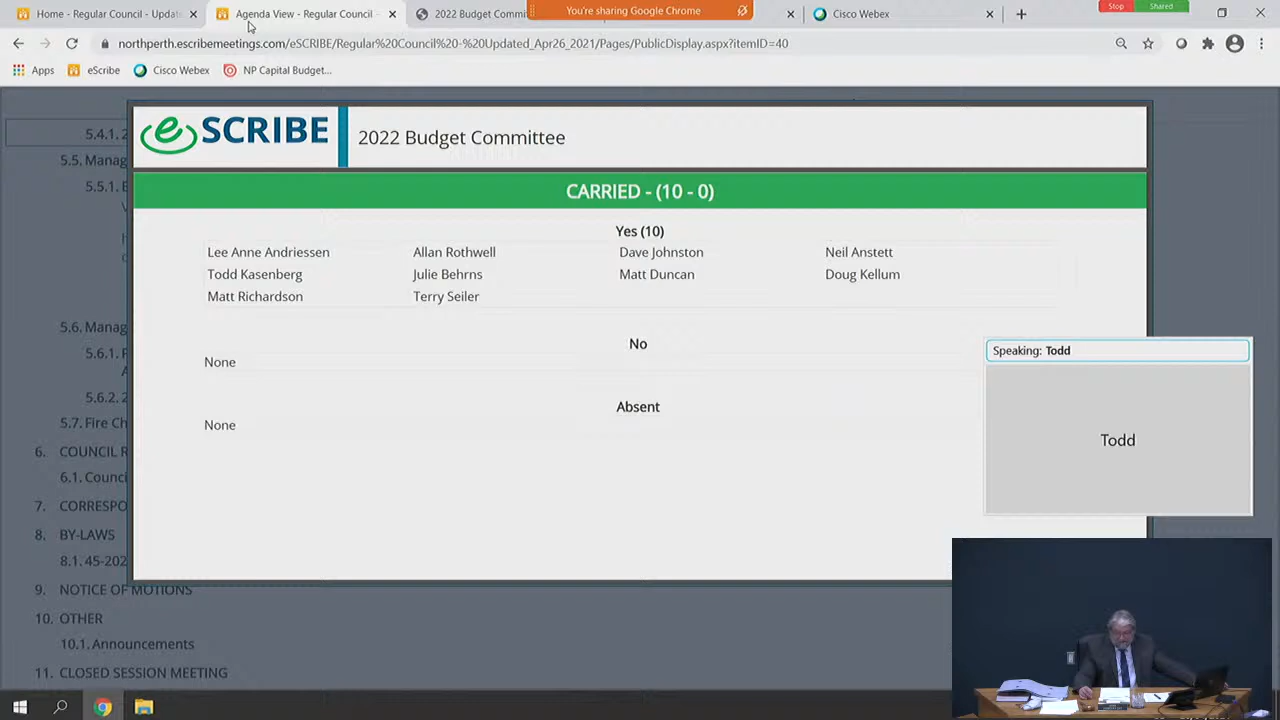 Home - Regular Council - Updat
Agenda View - Regular Council -
2022 Budget Commi
You're sharing Google Chrome
Cisco Webex
Stop
Shared
northperth.escribemeetings.com/eSCRIBE/Regular%20Council%20-%20Updated_Apr26_2021/Pages/PublicDisplay.aspx?itemID=40
Apps
eScribe
Cisco Webex
NP Capital Budget...
eSCRIBE
2022 Budget Committee
CARRIED - (10 - 0)
Yes (10)
Lee Anne Andriessen Allan Rothwell Dave Johnston Neil Anstett
Todd Kasenberg Julie Behrns Matt Duncan Doug Kellum
Matt Richardson Terry Seiler
No
None
Absent
None
5.4.1. 2
5.5. Manag
5.5.1.
5.6. Manag
5.6.1.
5.6.2. 2
5.7. Fire Ch
6. COUNCIL R
6.1. Counci
7. CORRESPO
8. BY-LAWS
8.1. 45-202
9. NOTICE OF MOTIONS
10. OTHER
10.1. Announcements
11. CLOSED SESSION MEETING
Speaking: Todd
Todd